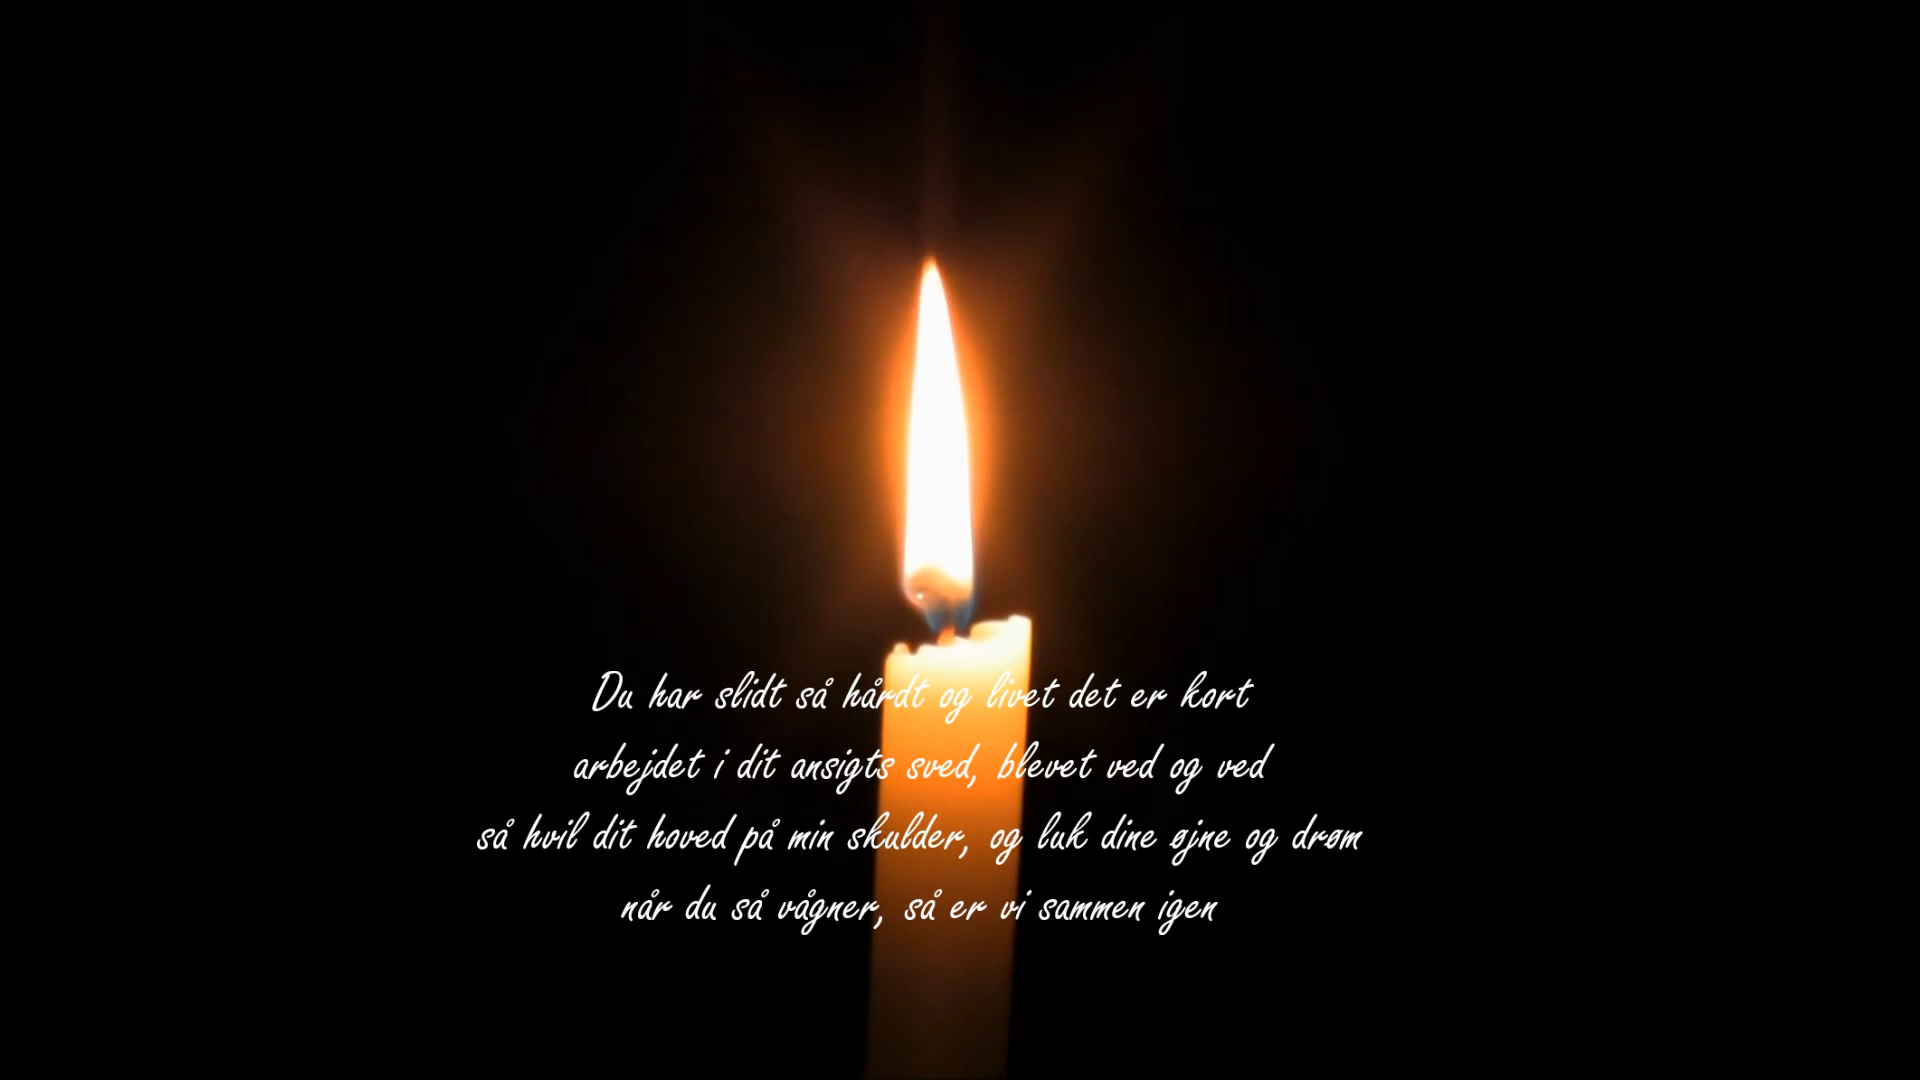 Du har slidt så hårdt og livet det er kort
arbejdet i dit ansigts sved, blevet ved og ved
så hvil dit hoved på min skulder, og luk dine øjne og drøm
når du så vågner, så er vi sammen igen